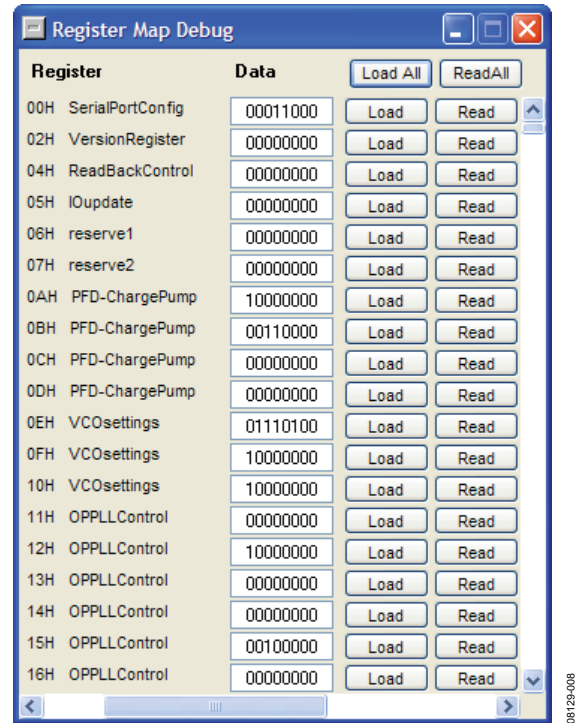 Register Map Debug
Register Data Load All ReadAll
00H SerialPortConfig 00011000 Load Read
02H VersionRegister 00000000 Load Read
04H ReadBackControl 00000000 Load Read
05H IOupdate 00000000 Load Read
06H reserve1 00000000 Load Read
07H reserve2 00000000 Load Read
0AH PFD-ChargePump 10000000 Load Read
0BH PFD-ChargePump 00110000 Load Read
0CH PFD-ChargePump 00000000 Load Read
0DH PFD-ChargePump 00000000 Load Read
0EH VCOsettings 01110100 Load Read
0FH VCOsettings 10000000 Load Read
10H VCOsettings 10000000 Load Read
11H OPPLLControl 00000000 Load Read
12H OPPLLControl 10000000 Load Read
13H OPPLLControl 00000000 Load Read
14H OPPLLControl 00000000 Load Read
15H OPPLLControl 00100000 Load Read
16H OPPLLControl 00000000 Load Read
08129-008